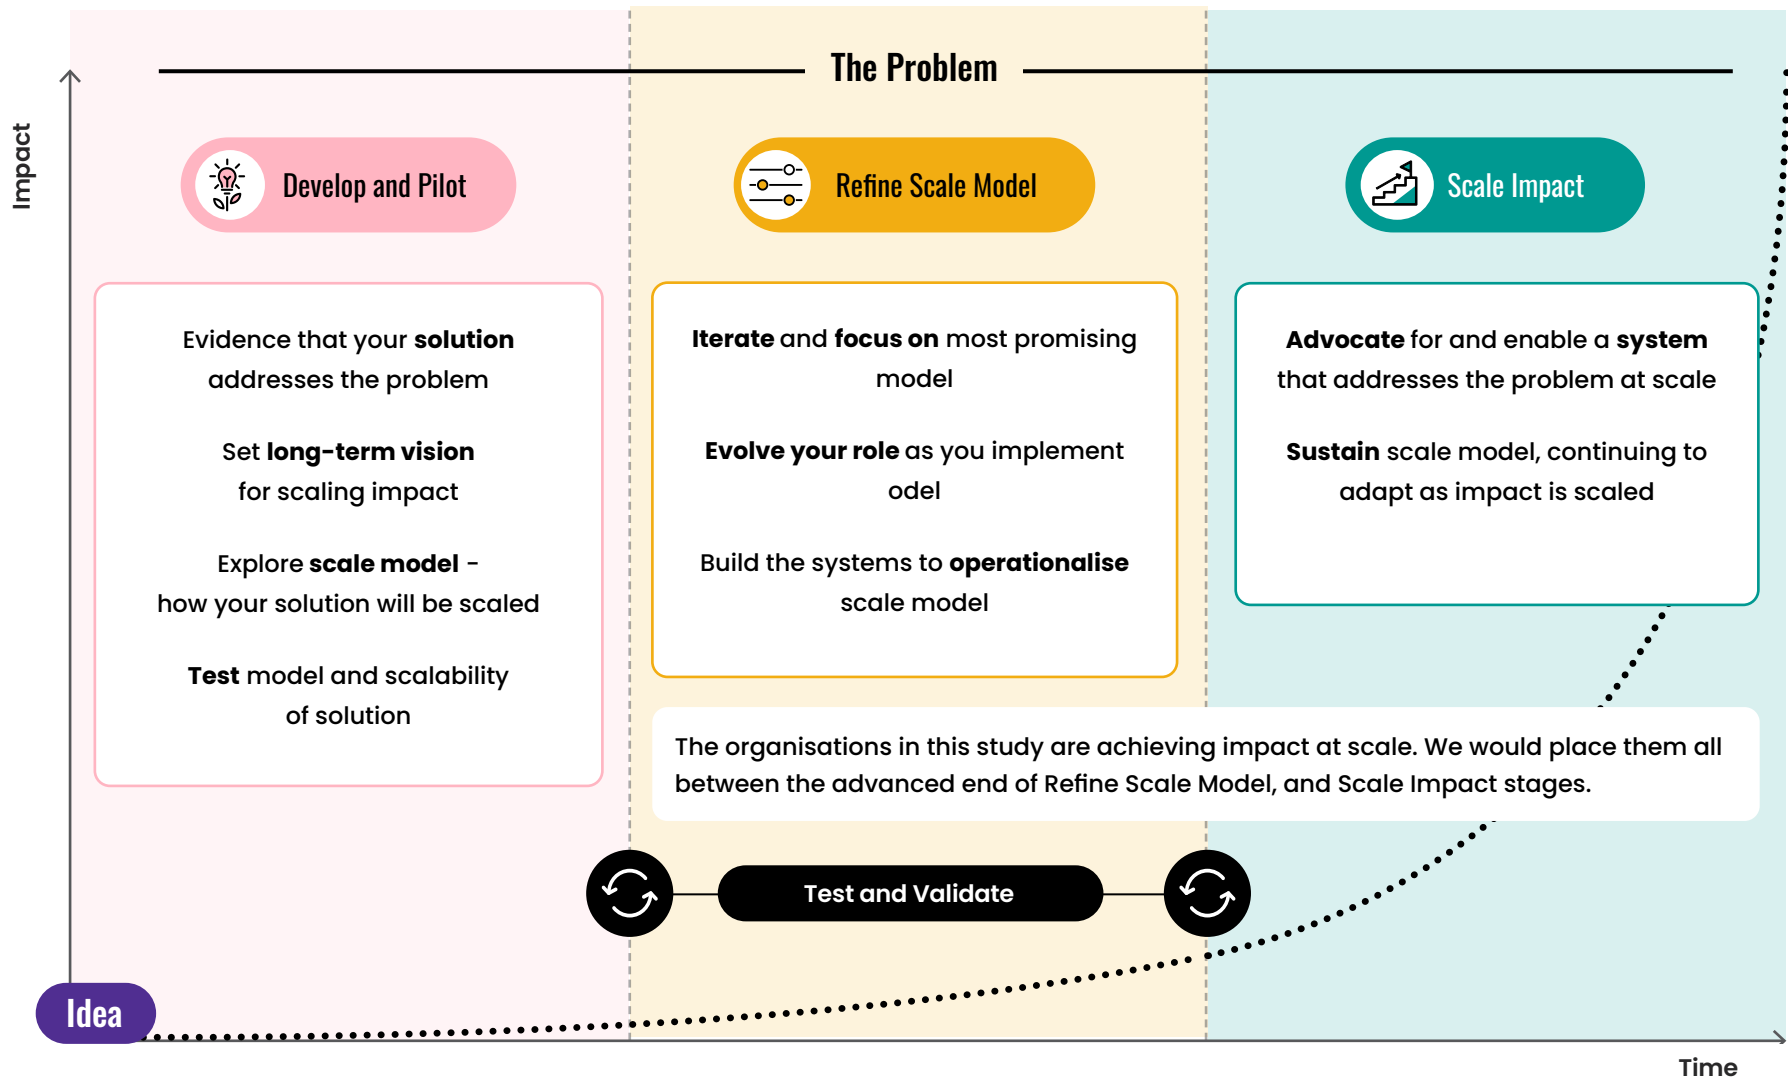 The Problem
Impact
Develop and Pilot
Evidence that your solution
addresses the problem
Set long-term vision
for scaling impact
Explore scale model -
how your solution will be scaled
Test model and scalability
of solution
Refine Scale Model
Iterate and focus on most promising
model
Evolve your role as you implement
odel
Build the systems to operationalise
scale model
Scale Impact
Advocate for and enable a system
that addresses the problem at scale
Sustain scale model, continuing to
adapt as impact is scaled
The organisations in this study are achieving impact at scale. We would place them all
between the advanced end of Refine Scale Model, and Scale Impact stages.
Test and Validate
Idea
Time